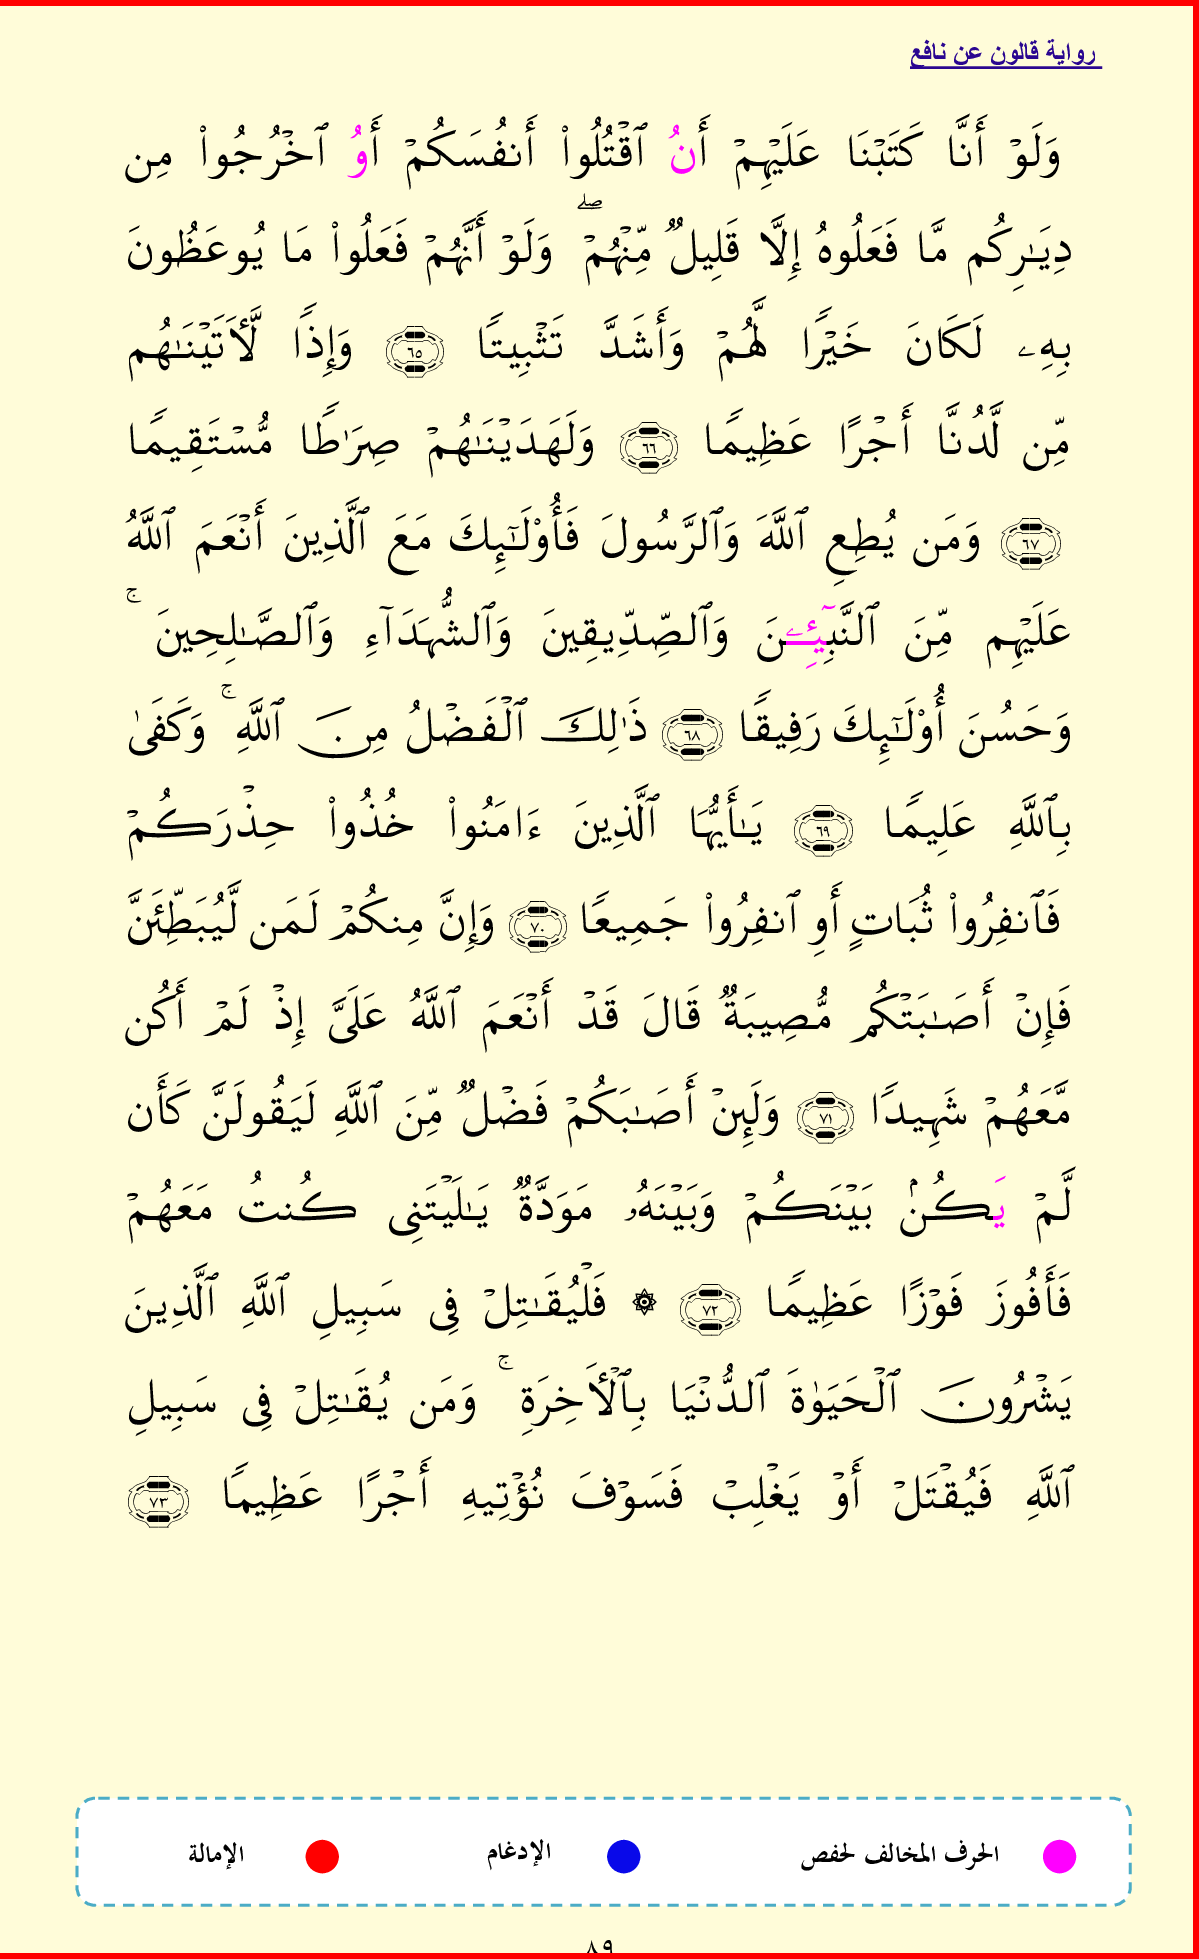 رواية قالون عن نافع
وَلَوۡ أَنَّا كَتَبۡنَا عَلَيۡهِمۡ أَنُ ٱقۡتُلُواْ أَنفُسَكُمۡ أَوُ ٱخۡرُجُواْ مِن
دِيَٰرِكُم مَّا فَعَلُوهُ إِلَّا قَلِيلٞ مِّنۡهُمۡۖ وَلَوۡ أَنَّهُمۡ فَعَلُواْ مَا يُوعَظُونَ
بِهِۦ لَكَانَ خَيۡرٗا لَّهُمۡ وَأَشَدَّ تَثۡبِيتٗا ٦٥ وَإِذٗا لَّأٓتَيۡنَٰهُم
مِّن لَّدُنَّا أَجۡرًا عَظِيمٗا ٦٦ وَلَهَدَيۡنَٰهُمۡ صِرَٰطٗا مُّسۡتَقِيمٗا
٦٧ وَمَن يُطِعِ ٱللَّهَ وَٱلرَّسُولَ فَأُوْلَٰٓئِكَ مَعَ ٱلَّذِينَ أَنۡعَمَ ٱللَّهُ
عَلَيۡهِم مِّنَ ٱلنَّبِيٓـِٔينَ وَٱلصِّدِّيقِينَ وَٱلشُّهَدَآءِ وَٱلصَّٰلِحِينَۚ
وَحَسُنَ أُوْلَٰٓئِكَ رَفِيقٗا ٦٨ ذَٰلِكَ ٱلۡفَضۡلُ مِنَ ٱللَّهِۚ وَكَفَىٰ
بِٱللَّهِ عَلِيمٗا ٦٩ يَٰٓأَيُّهَا ٱلَّذِينَ ءَامَنُواْ خُذُواْ حِذۡرَكُمۡ
فَٱنفِرُواْ ثُبَاتٍ أَوِ ٱنفِرُواْ جَمِيعٗا ٧٠ وَإِنَّ مِنكُمۡ لَمَن لَّيُبَطِّئَنَّ
فَإِنۡ أَصَٰبَتۡكُم مُّصِيبَةٞ قَالَ قَدۡ أَنۡعَمَ ٱللَّهُ عَلَيَّ إِذۡ لَمۡ أَكُن
مَّعَهُمۡ شَهِيدٗا ٧١ وَلَئِنۡ أَصَٰبَكُمۡ فَضۡلٞ مِّنَ ٱللَّهِ لَيَقُولَنَّ كَأَن
لَّمۡ يَكُنۢ بَيۡنَكُمۡ وَبَيۡنَهُۥ مَوَدَّةٞ يَٰلَيۡتَنِي كُنتُ مَعَهُمۡ
فَأَفُوزَ فَوۡزًا عَظِيمٗا ٧٢ ۞ فَلۡيُقَٰتِلۡ فِي سَبِيلِ ٱللَّهِ ٱلَّذِينَ
يَشۡرُونَ ٱلۡحَيَوٰةَ ٱلدُّنۡيَا بِٱلۡأٓخِرَةِۚ وَمَن يُقَٰتِلۡ فِي سَبِيلِ
ٱللَّهِ فَيُقۡتَلۡ أَوۡ يَغۡلِبۡ فَسَوۡفَ نُؤۡتِيهِ أَجۡرًا عَظِيمٗا ٧٣
الحرف المخالف لحفص الإدغام الإمالة
٨٩